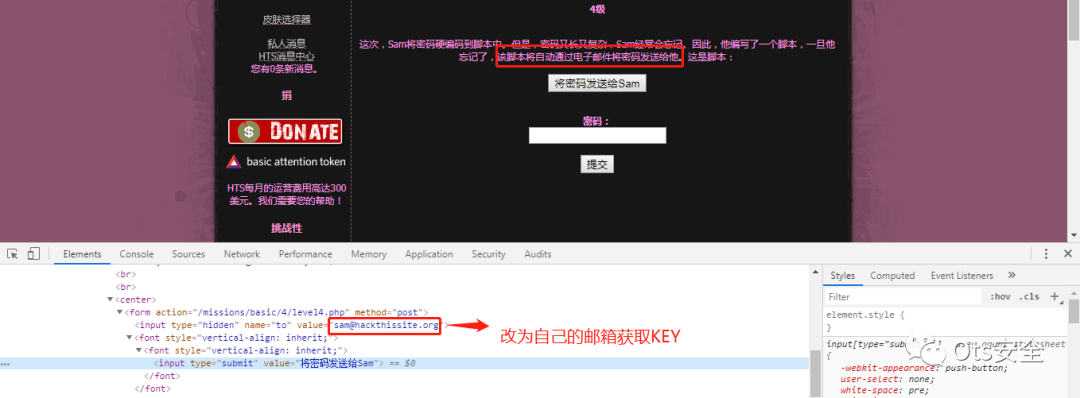 皮肤选择器
私人消息
HTS消息中心
您有0条新消息。
捐
$ DONATE
basic attention token
HTS每月的运营费用高达300
美元。我们需要您的帮助！
挑战性
4级
这次，Sam将密码硬编码到脚本中。但是，密码又长又复杂，Sam经常会忘记。因此，他编写了一个脚本，一旦他
忘记了，该脚本将自动通过电子邮件将密码发送给他。这是脚本：
将密码发送给Sam
密码：
提交
Elements Console Sources Network Performance Memory Application Security Audits
<br>
<br>
<center>
<form action="/missions/basic/4/level4.php" method="post">
<input type="hidden" name="to" value="sam@hackthissite.org">
改为自己的邮箱获取KEY
<font style="vertical-align: inherit;">
<font style="vertical-align: inherit;">
<input type="submit" value="将密码发送给Sam"> == $0
</font>
</font>
Styles Computed Event Listeners »
Filter :hov .cls +
element.style {
}
input[type="submit" i] user agent stylesheet
{
-webkit-appearance: push-button;
user-select: none;
white-space: pre;
Ots安全